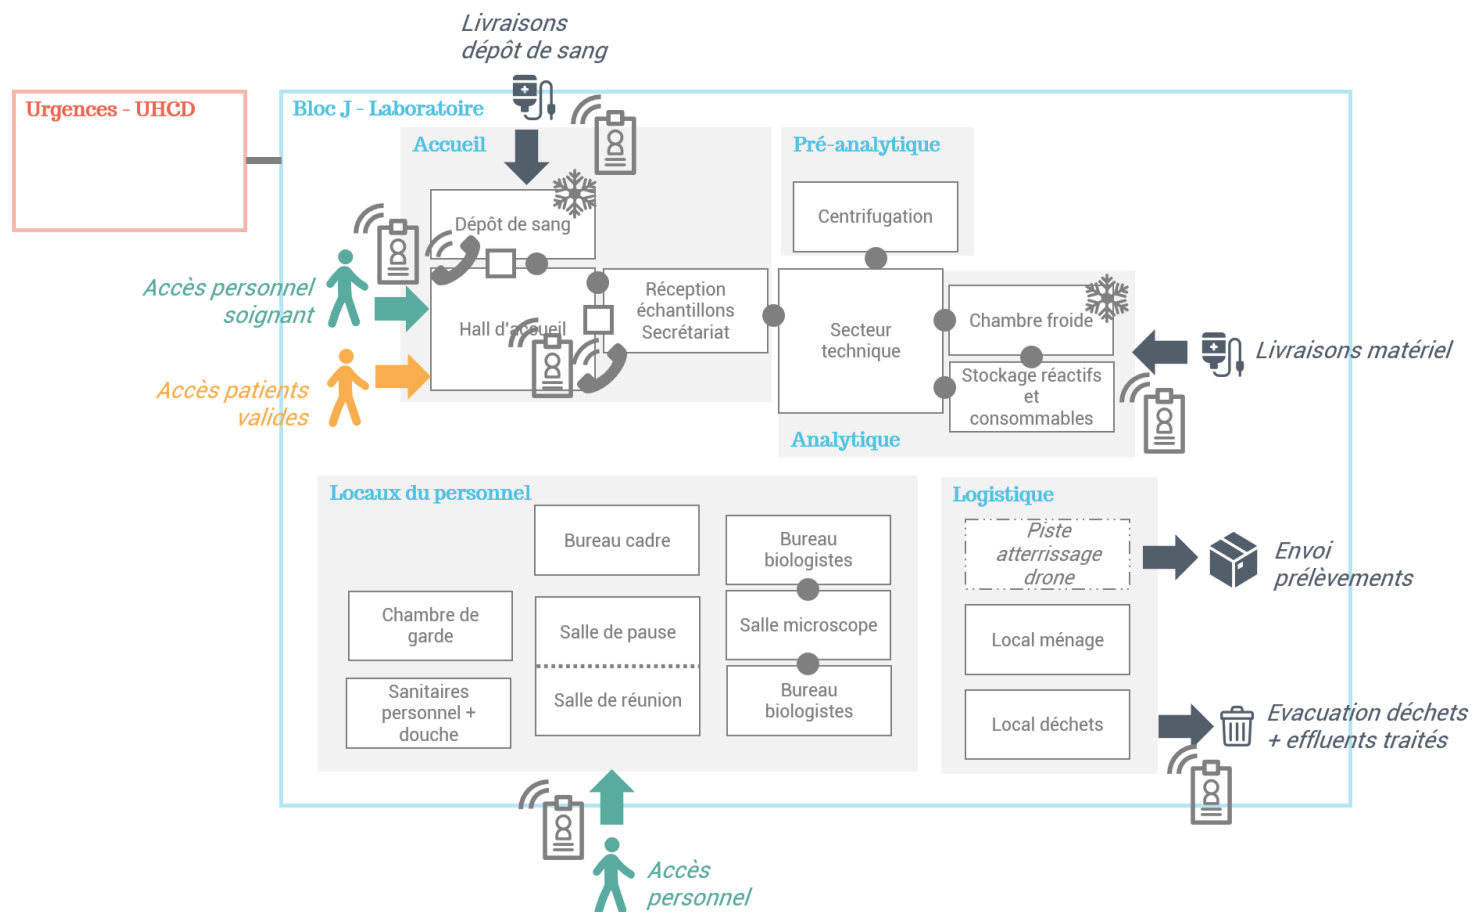 Livraisons
dépôt de sang
Urgences - UHCD
Bloc J - Laboratoire
Accueil
Pré-analytique
Dépôt de sang
Centrifugation
Accès personnel
soignant
Hall d'accueil
Réception
échantillons
Secrétariat
Secteur
technique
Chambre froide
Livraisons matériel
Accès patients
valides
Stockage réactifs
et
consommables
Analytique
Locaux du personnel
Bureau cadre
Bureau
biologistes
Chambre de
garde
Salle de pause
Salle microscope
Sanitaires
personnel +
douche
Salle de réunion
Bureau
biologistes
Logistique
Piste
atterrissage
drone
Envoi
prélèvements
Local ménage
Local déchets
Evacuation déchets
+ effluents traités
Accès
personnel